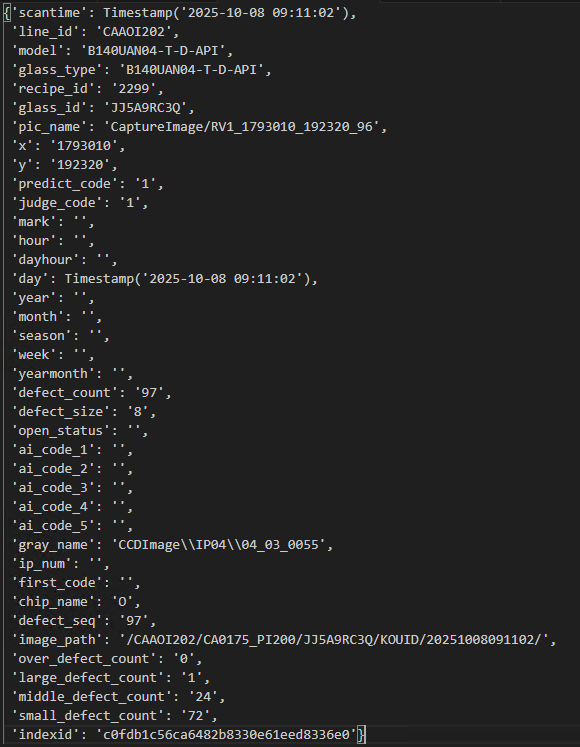 {'scantime': Timestamp('2025-10-08 09:11:02'),
'line_id': 'CAAOI202',
'model': 'B140UAN04-T-D-API',
'glass_type': 'B140UAN04-T-D-API',
'recipe_id': '2299',
'glass_id': 'JJ5A9RC3Q',
'pic_name': 'CaptureImage/RV1_1793010_192320_96',
'x': '1793010',
'y': '192320',
'predict_code': '1',
'judge_code': '1',
'mark': '',
'hour': '',
'dayhour': '',
'day': Timestamp('2025-10-08 09:11:02'),
'year': '',
'month': '',
'season': '',
'week': '',
'yearmonth': '',
'defect_count': '97',
'defect_size': '8',
'open_status': '',
'ai_code_1': '',
'ai_code_2': '',
'ai_code_3': '',
'ai_code_4': '',
'ai_code_5': '',
'gray_name': 'CCDImage\\IP04\\04_03_0055',
'ip_num': '',
'first_code': '',
'chip_name': 'O',
'defect_seq': '97',
'image_path': '/CAAOI202/CA0175_PI200/JJ5A9RC3Q/KOUID/20251008091102/',
'over_defect_count': '0',
'large_defect_count': '1',
'middle_defect_count': '24',
'small_defect_count': '72',
'indexid': 'c0fdb1c56ca6482b8330e61eed8336e0'}